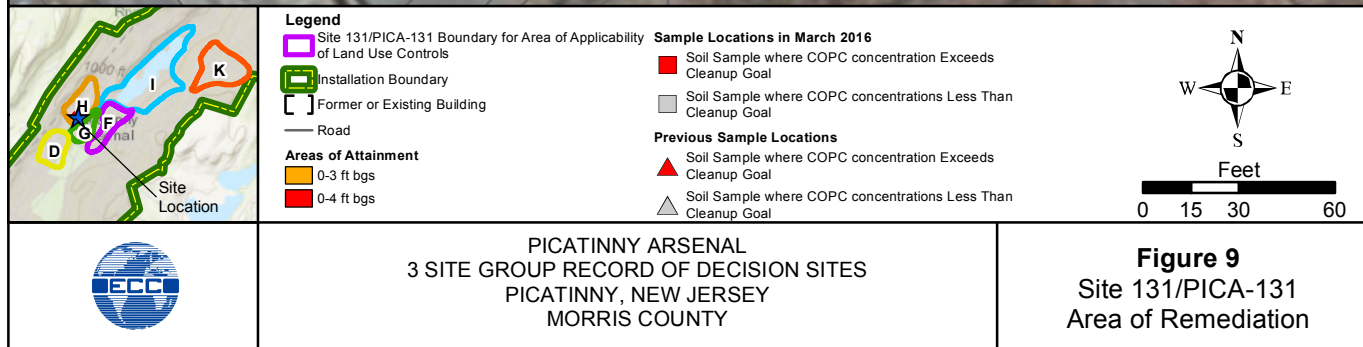 1000 ft
H
I
K
G
F
D
Site
Location
Legend
Site 131/PICA-131 Boundary for Area of Applicability
of Land Use Controls
Installation Boundary
Former or Existing Building
Road
Areas of Attainment
0-3 ft bgs
0-4 ft bgs
Sample Locations in March 2016
Soil Sample where COPC concentration Exceeds
Cleanup Goal
Soil Sample where COPC concentrations Less Than
Cleanup Goal
Previous Sample Locations
Soil Sample where COPC concentration Exceeds
Cleanup Goal
Soil Sample where COPC concentrations Less Than
Cleanup Goal
N
W E
S
Feet
0 15 30 60
ECC
PICATINNY ARSENAL
3 SITE GROUP RECORD OF DECISION SITES
PICATINNY, NEW JERSEY
MORRIS COUNTY
Figure 9
Site 131/PICA-131
Area of Remediation